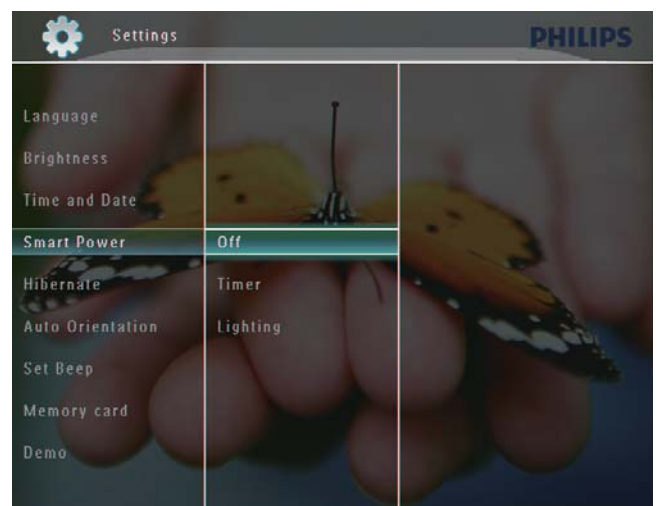 Settings
PHILIPS
Language
Brightness
Time and Date
Smart Power
Off
Hibernate
Timer
Auto Orientation
Lighting
Set Beep
Memory card
Demo